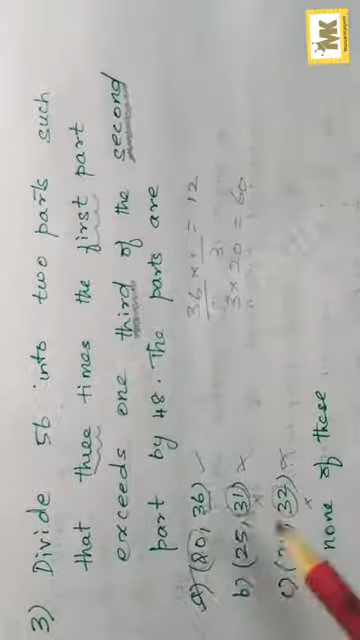 3) Divide 56 into two parts such
that three times the first part
exceeds one third of the second
part by 48. The parts are
a) (20, 36) ✓ 36 × 1/3 = 12
b) (25, 31) × 3 × 20 = 60
c) ( , 32) ×
none of these ×
MK